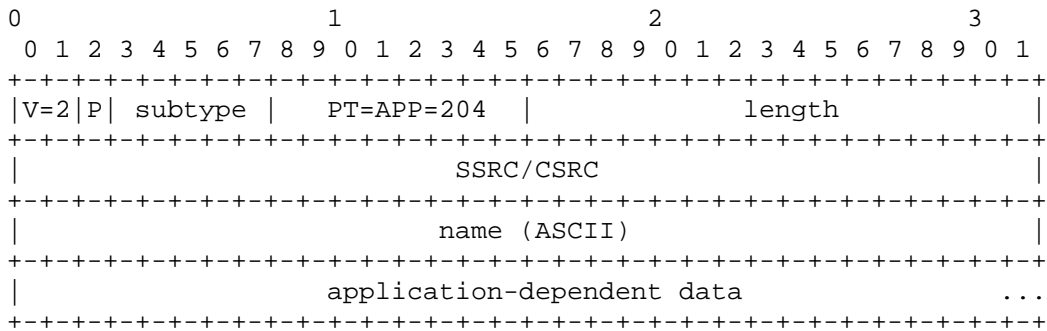 0                   1                   2                   3
 0 1 2 3 4 5 6 7 8 9 0 1 2 3 4 5 6 7 8 9 0 1 2 3 4 5 6 7 8 9 0 1
+-+-+-+-+-+-+-+-+-+-+-+-+-+-+-+-+-+-+-+-+-+-+-+-+-+-+-+-+-+-+-+-+
|V=2|P| subtype |   PT=APP=204  |             length            |
+-+-+-+-+-+-+-+-+-+-+-+-+-+-+-+-+-+-+-+-+-+-+-+-+-+-+-+-+-+-+-+-+
|                           SSRC/CSRC                           |
+-+-+-+-+-+-+-+-+-+-+-+-+-+-+-+-+-+-+-+-+-+-+-+-+-+-+-+-+-+-+-+-+
|                          name (ASCII)                         |
+-+-+-+-+-+-+-+-+-+-+-+-+-+-+-+-+-+-+-+-+-+-+-+-+-+-+-+-+-+-+-+-+
|                   application-dependent data                ...
+-+-+-+-+-+-+-+-+-+-+-+-+-+-+-+-+-+-+-+-+-+-+-+-+-+-+-+-+-+-+-+-+